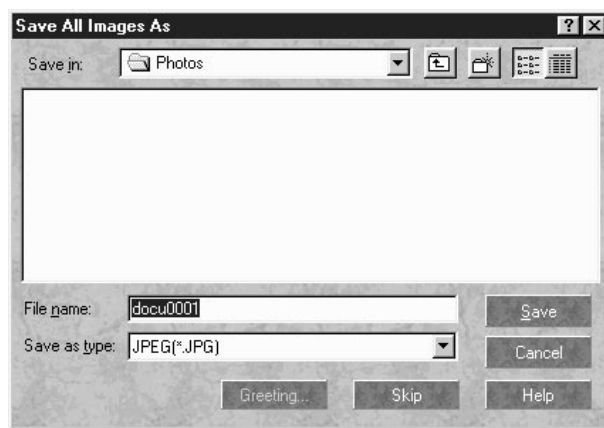 Save All Images As
Save in: Photos
File name: docu0001
Save as type: JPEG(*.JPG)
Save
Cancel
Greeting... Skip Help